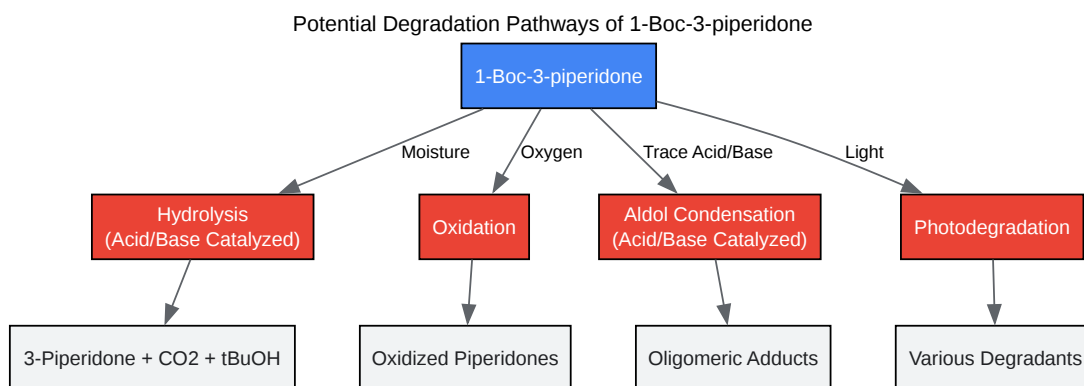 Potential Degradation Pathways of 1-Boc-3-piperidone
1-Boc-3-piperidone
Moisture
Oxygen
Trace Acid/Base
Light
Hydrolysis
(Acid/Base Catalyzed)
Oxidation
Aldol Condensation
(Acid/Base Catalyzed)
Photodegradation
3-Piperidone + CO2 + tBuOH
Oxidized Piperidones
Oligomeric Adducts
Various Degradants